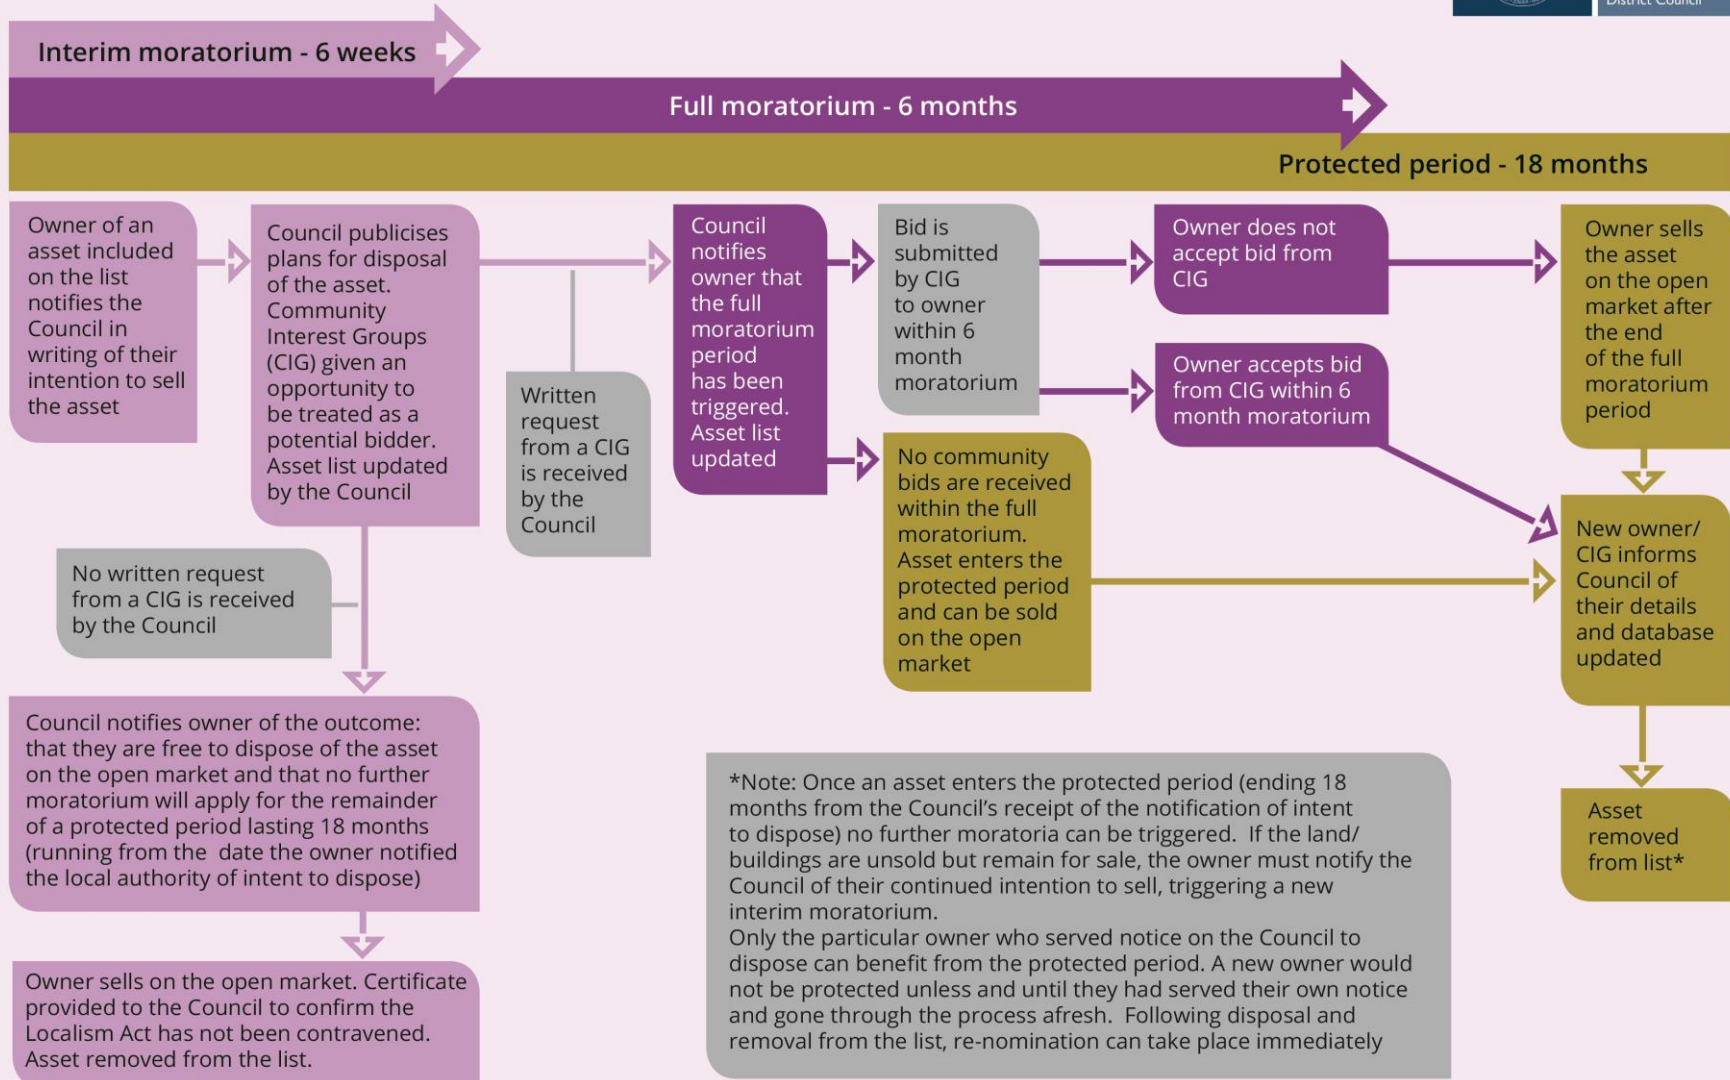 District Council
Interim moratorium - 6 weeks
Full moratorium - 6 months
Protected period - 18 months
Owner of an
asset included
on the list
notifies the
Council in
writing of their
intention to sell
the asset
Council publicises
plans for disposal
of the asset.
Community
Interest Groups
(CIG) given an
opportunity to
be treated as a
potential bidder.
Asset list updated
by the Council
Written
request
from a CIG
is received
by the
Council
Council
notifies
owner that
the full
moratorium
period
has been
triggered.
Asset list
updated
Bid is
submitted
by CIG
to owner
within 6
month
moratorium
Owner does not
accept bid from
CIG
Owner accepts bid
from CIG within 6
month moratorium
Owner sells
the asset
on the open
market after
the end
of the full
moratorium
period
No community
bids are received
within the full
moratorium.
Asset enters the
protected period
and can be sold
on the open
market
New owner/
CIG informs
Council of
their details
and database
updated
Asset
removed
from list*
No written request
from a CIG is received
by the Council
Council notifies owner of the outcome:
that they are free to dispose of the asset
on the open market and that no further
moratorium will apply for the remainder
of a protected period lasting 18 months
(running from the  date the owner notified
the local authority of intent to dispose)
Owner sells on the open market. Certificate
provided to the Council to confirm the
Localism Act has not been contravened.
Asset removed from the list.
*Note: Once an asset enters the protected period (ending 18
months from the Council’s receipt of the notification of intent
to dispose) no further moratoria can be triggered.  If the land/
buildings are unsold but remain for sale, the owner must notify the
Council of their continued intention to sell, triggering a new
interim moratorium.
Only the particular owner who served notice on the Council to
dispose can benefit from the protected period. A new owner would
not be protected unless and until they had served their own notice
and gone through the process afresh.  Following disposal and
removal from the list, re-nomination can take place immediately